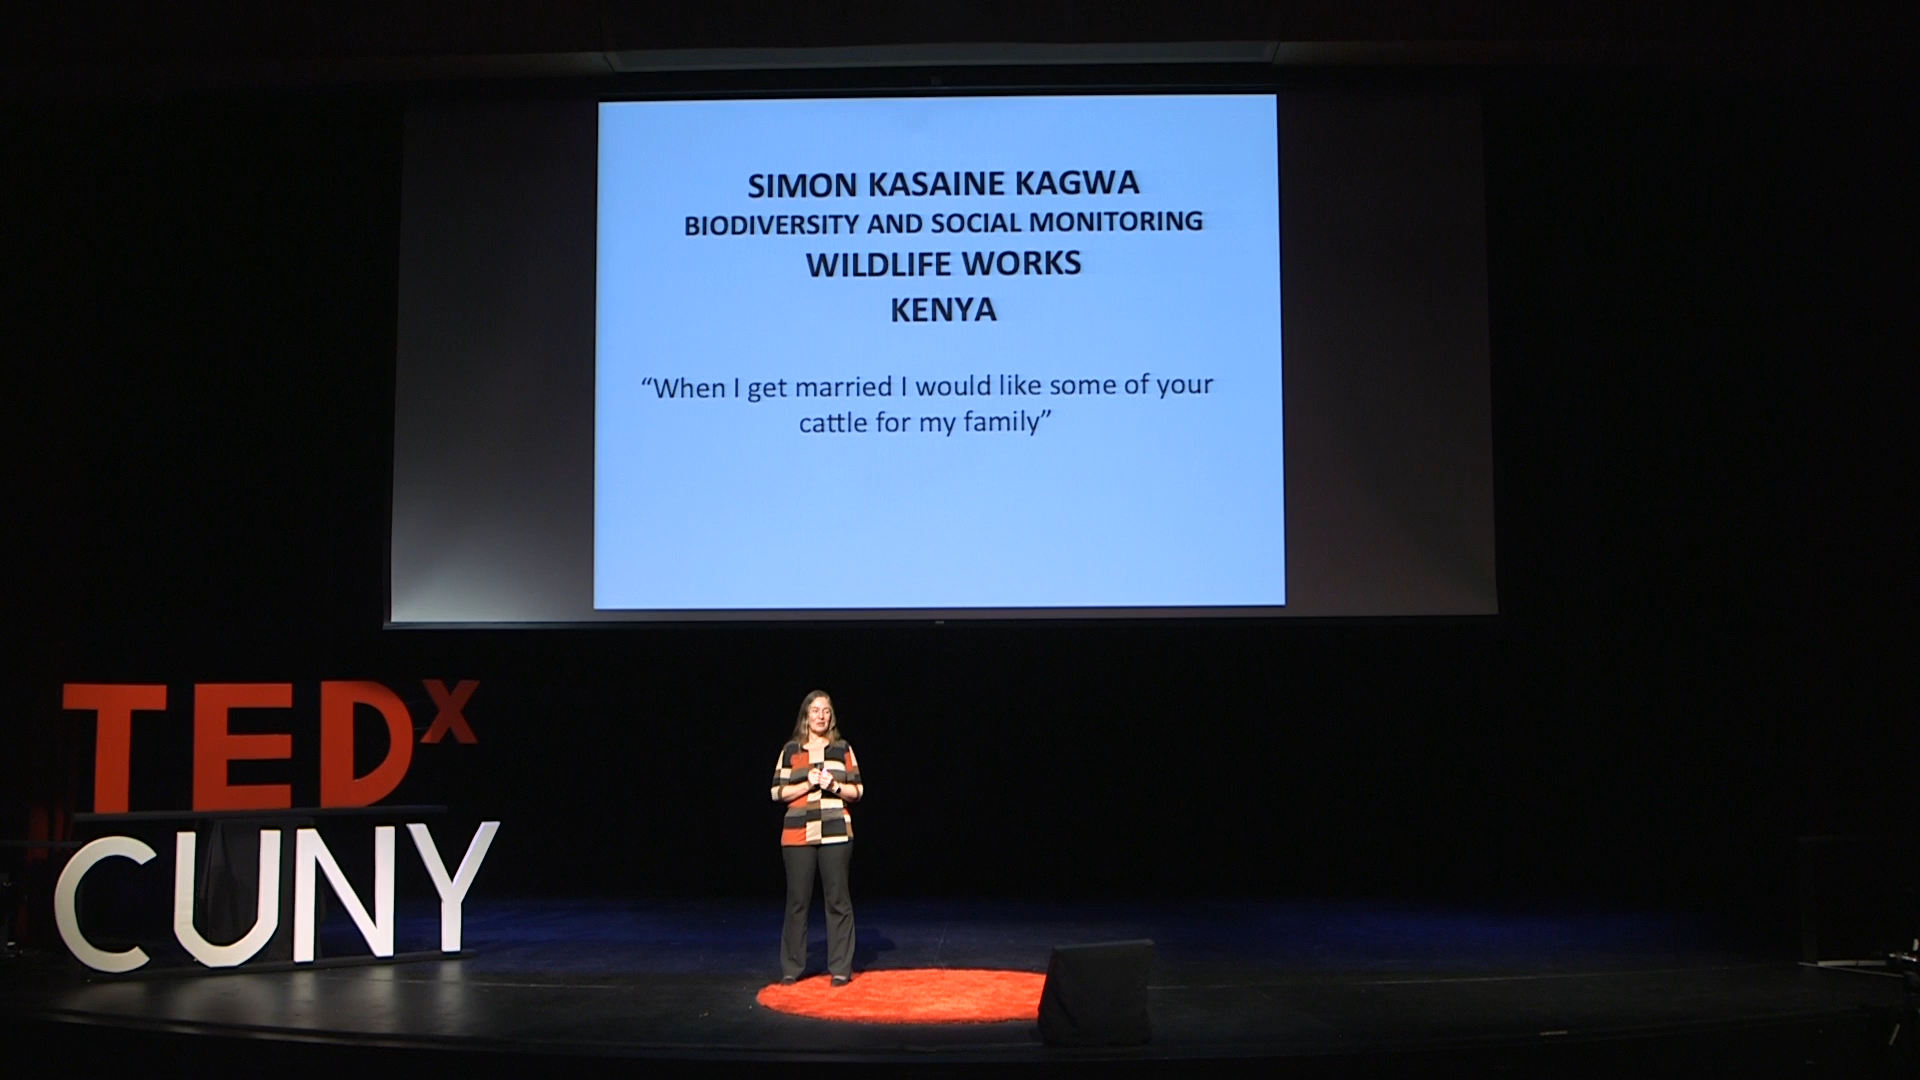 SIMON KASAINE KAGWA
BIODIVERSITY AND SOCIAL MONITORING
WILDLIFE WORKS
KENYA
“When I get married I would like some of your
cattle for my family”
TEDx
CUNY